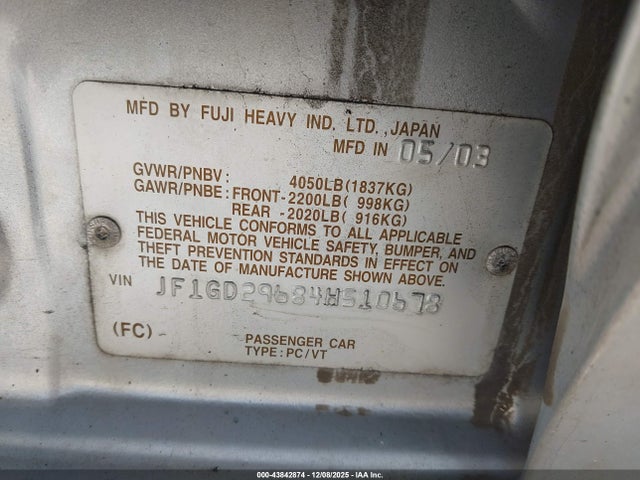 MFD BY FUJI HEAVY IND. LTD. ,JAPAN
MFD IN 05/03
GVWR/PNBV : 4050LB(1837KG)
GAWR/PNBE : FRONT-2200LB( 998KG)
REAR -2020LB( 916KG)
THIS VEHICLE CONFORMS TO ALL APPLICABLE
FEDERAL MOTOR VEHICLE SAFETY, BUMPER, AND
THEFT PREVENTION STANDARDS IN EFFECT ON
THE DATE OF MANUFACTURE SHOWN ABOVE.
VIN JF1GD29684H510678
(FC)
PASSENGER CAR
TYPE : PC/VT
000-43842874 | 12/08/2025 - © IAA Inc.